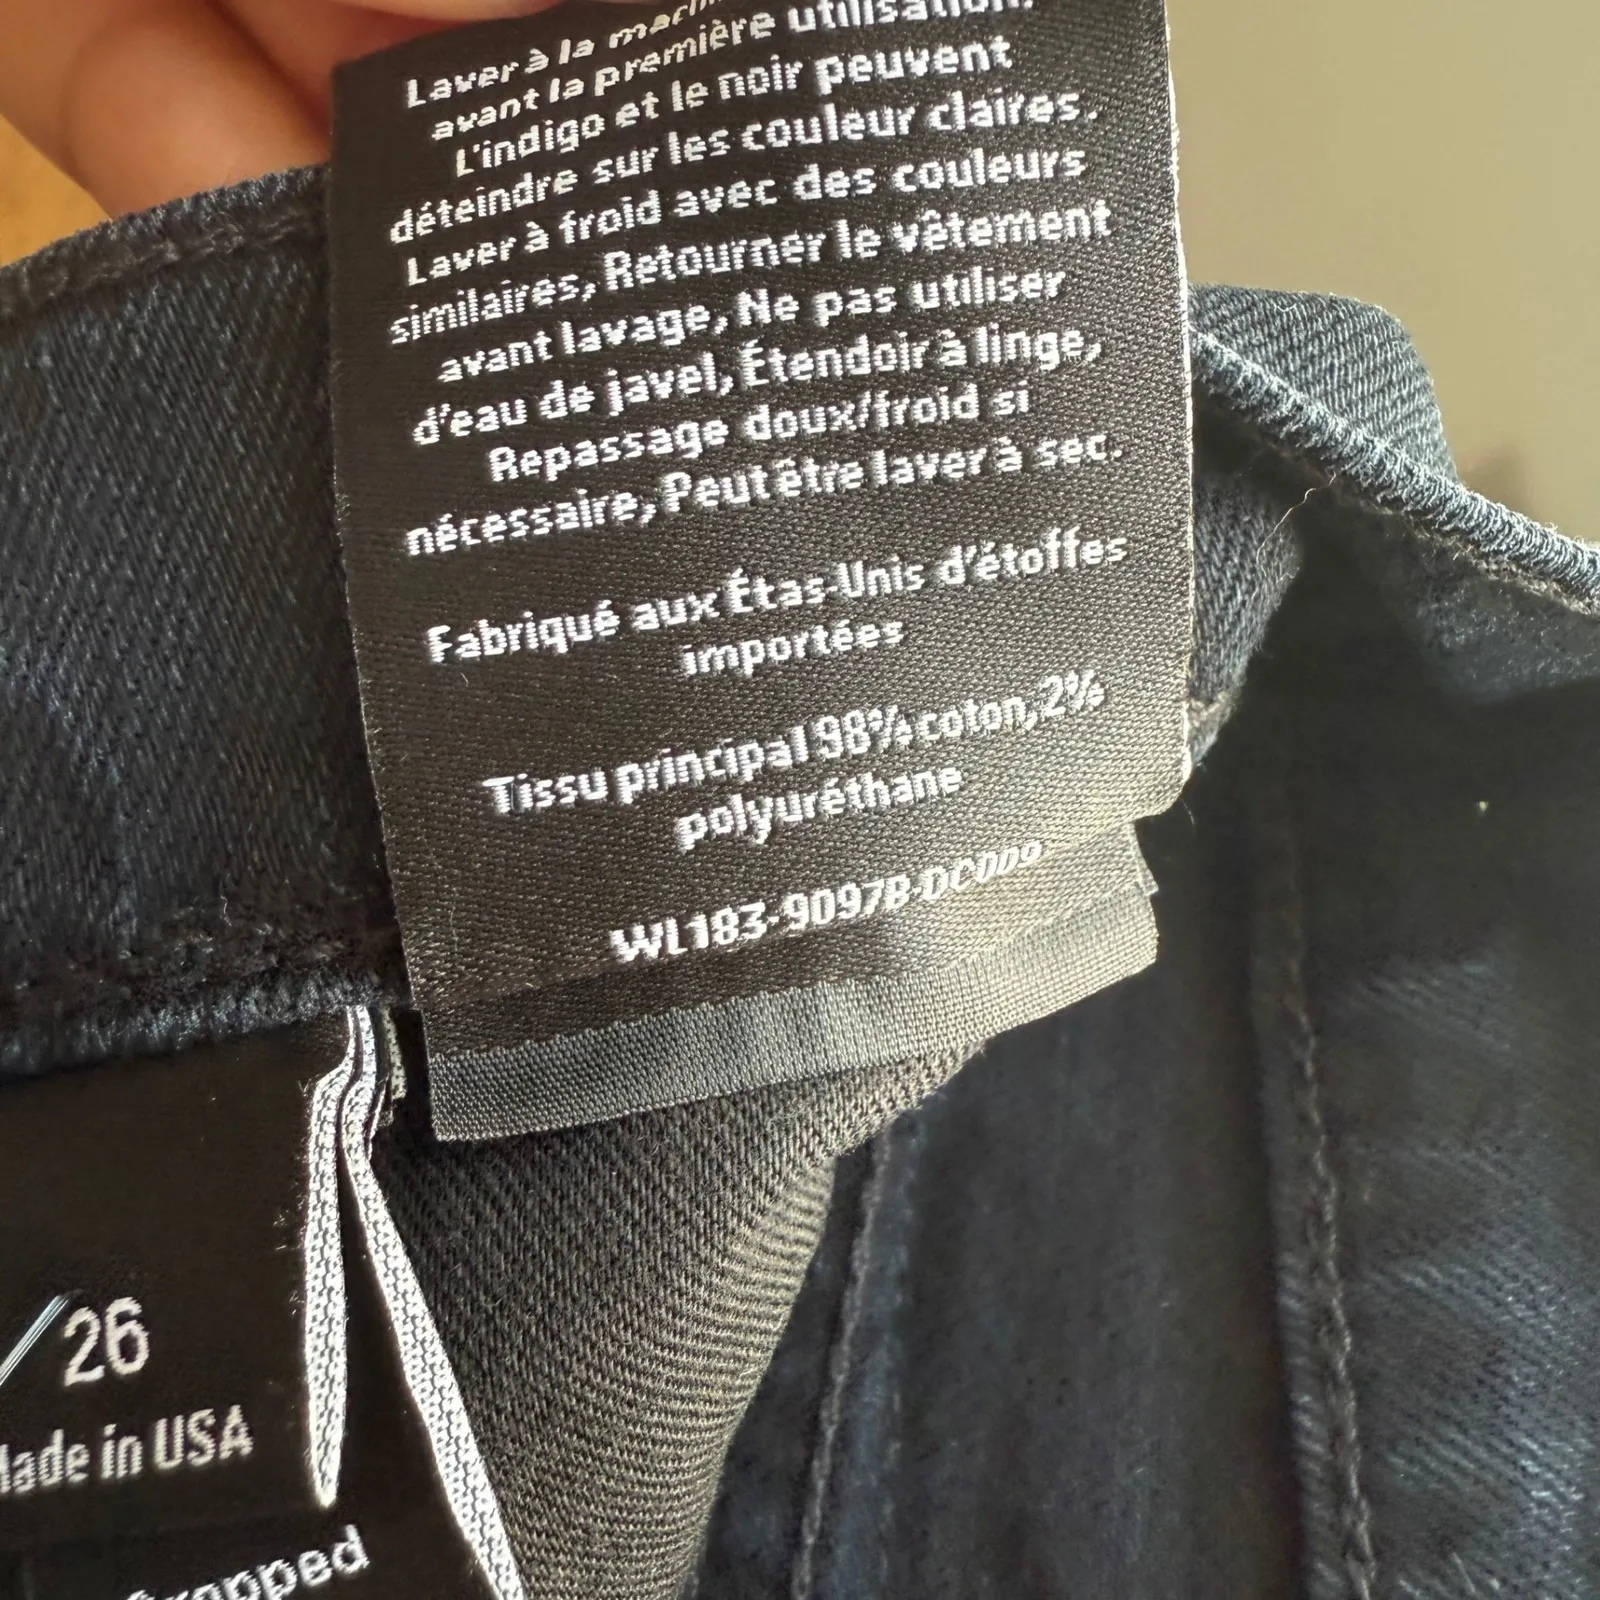 Laver à la
avant la première utilisation.
L'indigo et le noir peuvent
déteindre sur les couleur claires.
Laver à froid avec des couleurs
similaires, Retourner le vêtement
avant lavage, Ne pas utiliser
d'eau de javel, Étendoir à linge,
Repassage doux/froid si
nécessaire, Peut être laver à sec.
Fabriqué aux Étas-Unis d'étoffes
importées
Tissu principal 98% coton, 2%
polyuréthane
WL183-9097B-DC009
26
Made in USA